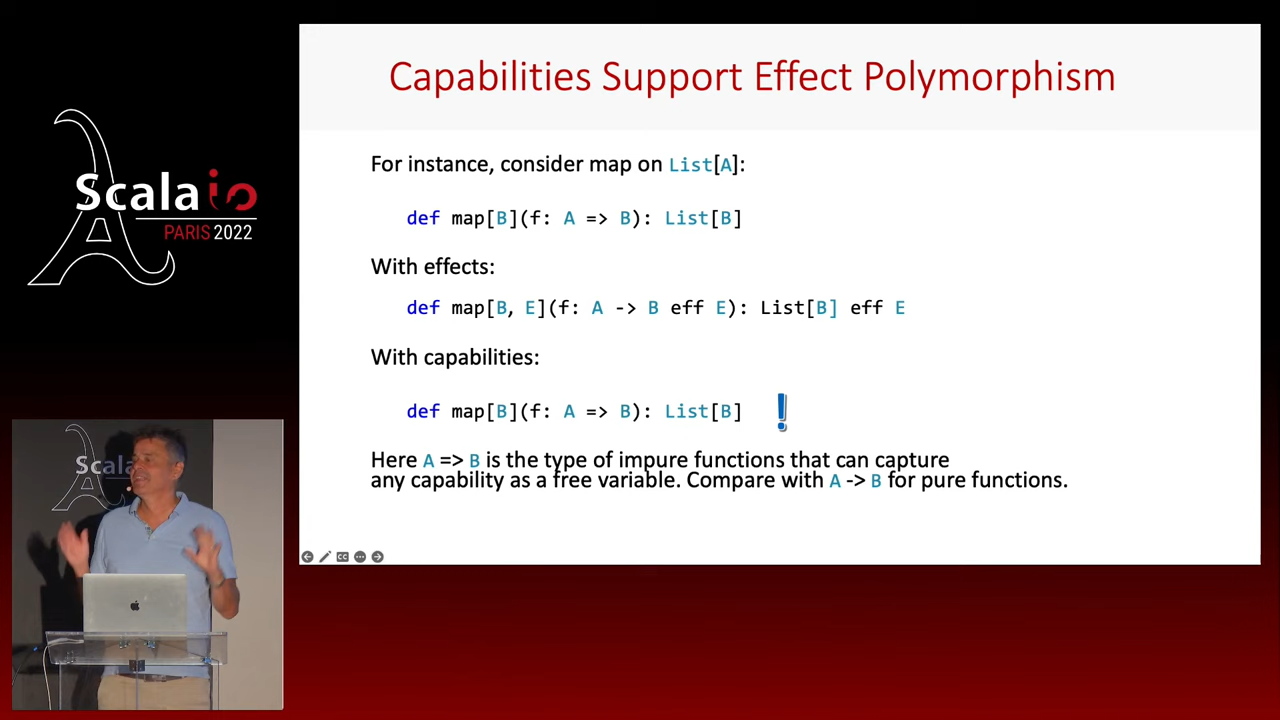 Capabilities Support Effect Polymorphism
For instance, consider map on List[A]:
def map[B](f: A => B): List[B]
With effects:
def map[B, E](f: A -> B eff E): List[B] eff E
With capabilities:
def map[B](f: A => B): List[B] !
Here A => B is the type of impure functions that can capture
any capability as a free variable. Compare with A -> B for pure functions.
Scala io
PARIS 2022
Scala
CC